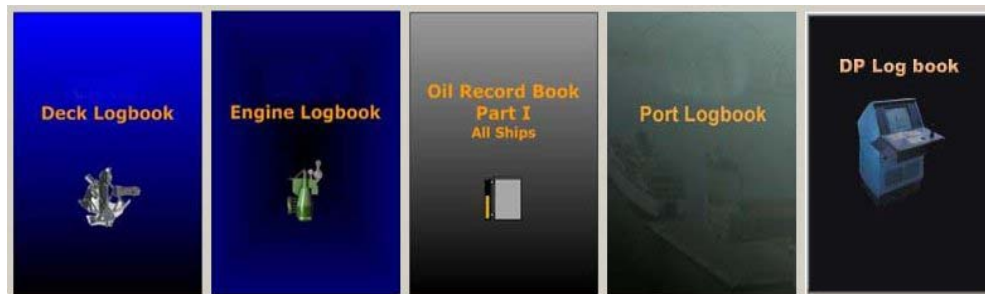 Deck Logbook
Engine Logbook
Oil Record Book
Part I
All Ships
Port Logbook
DP Log book